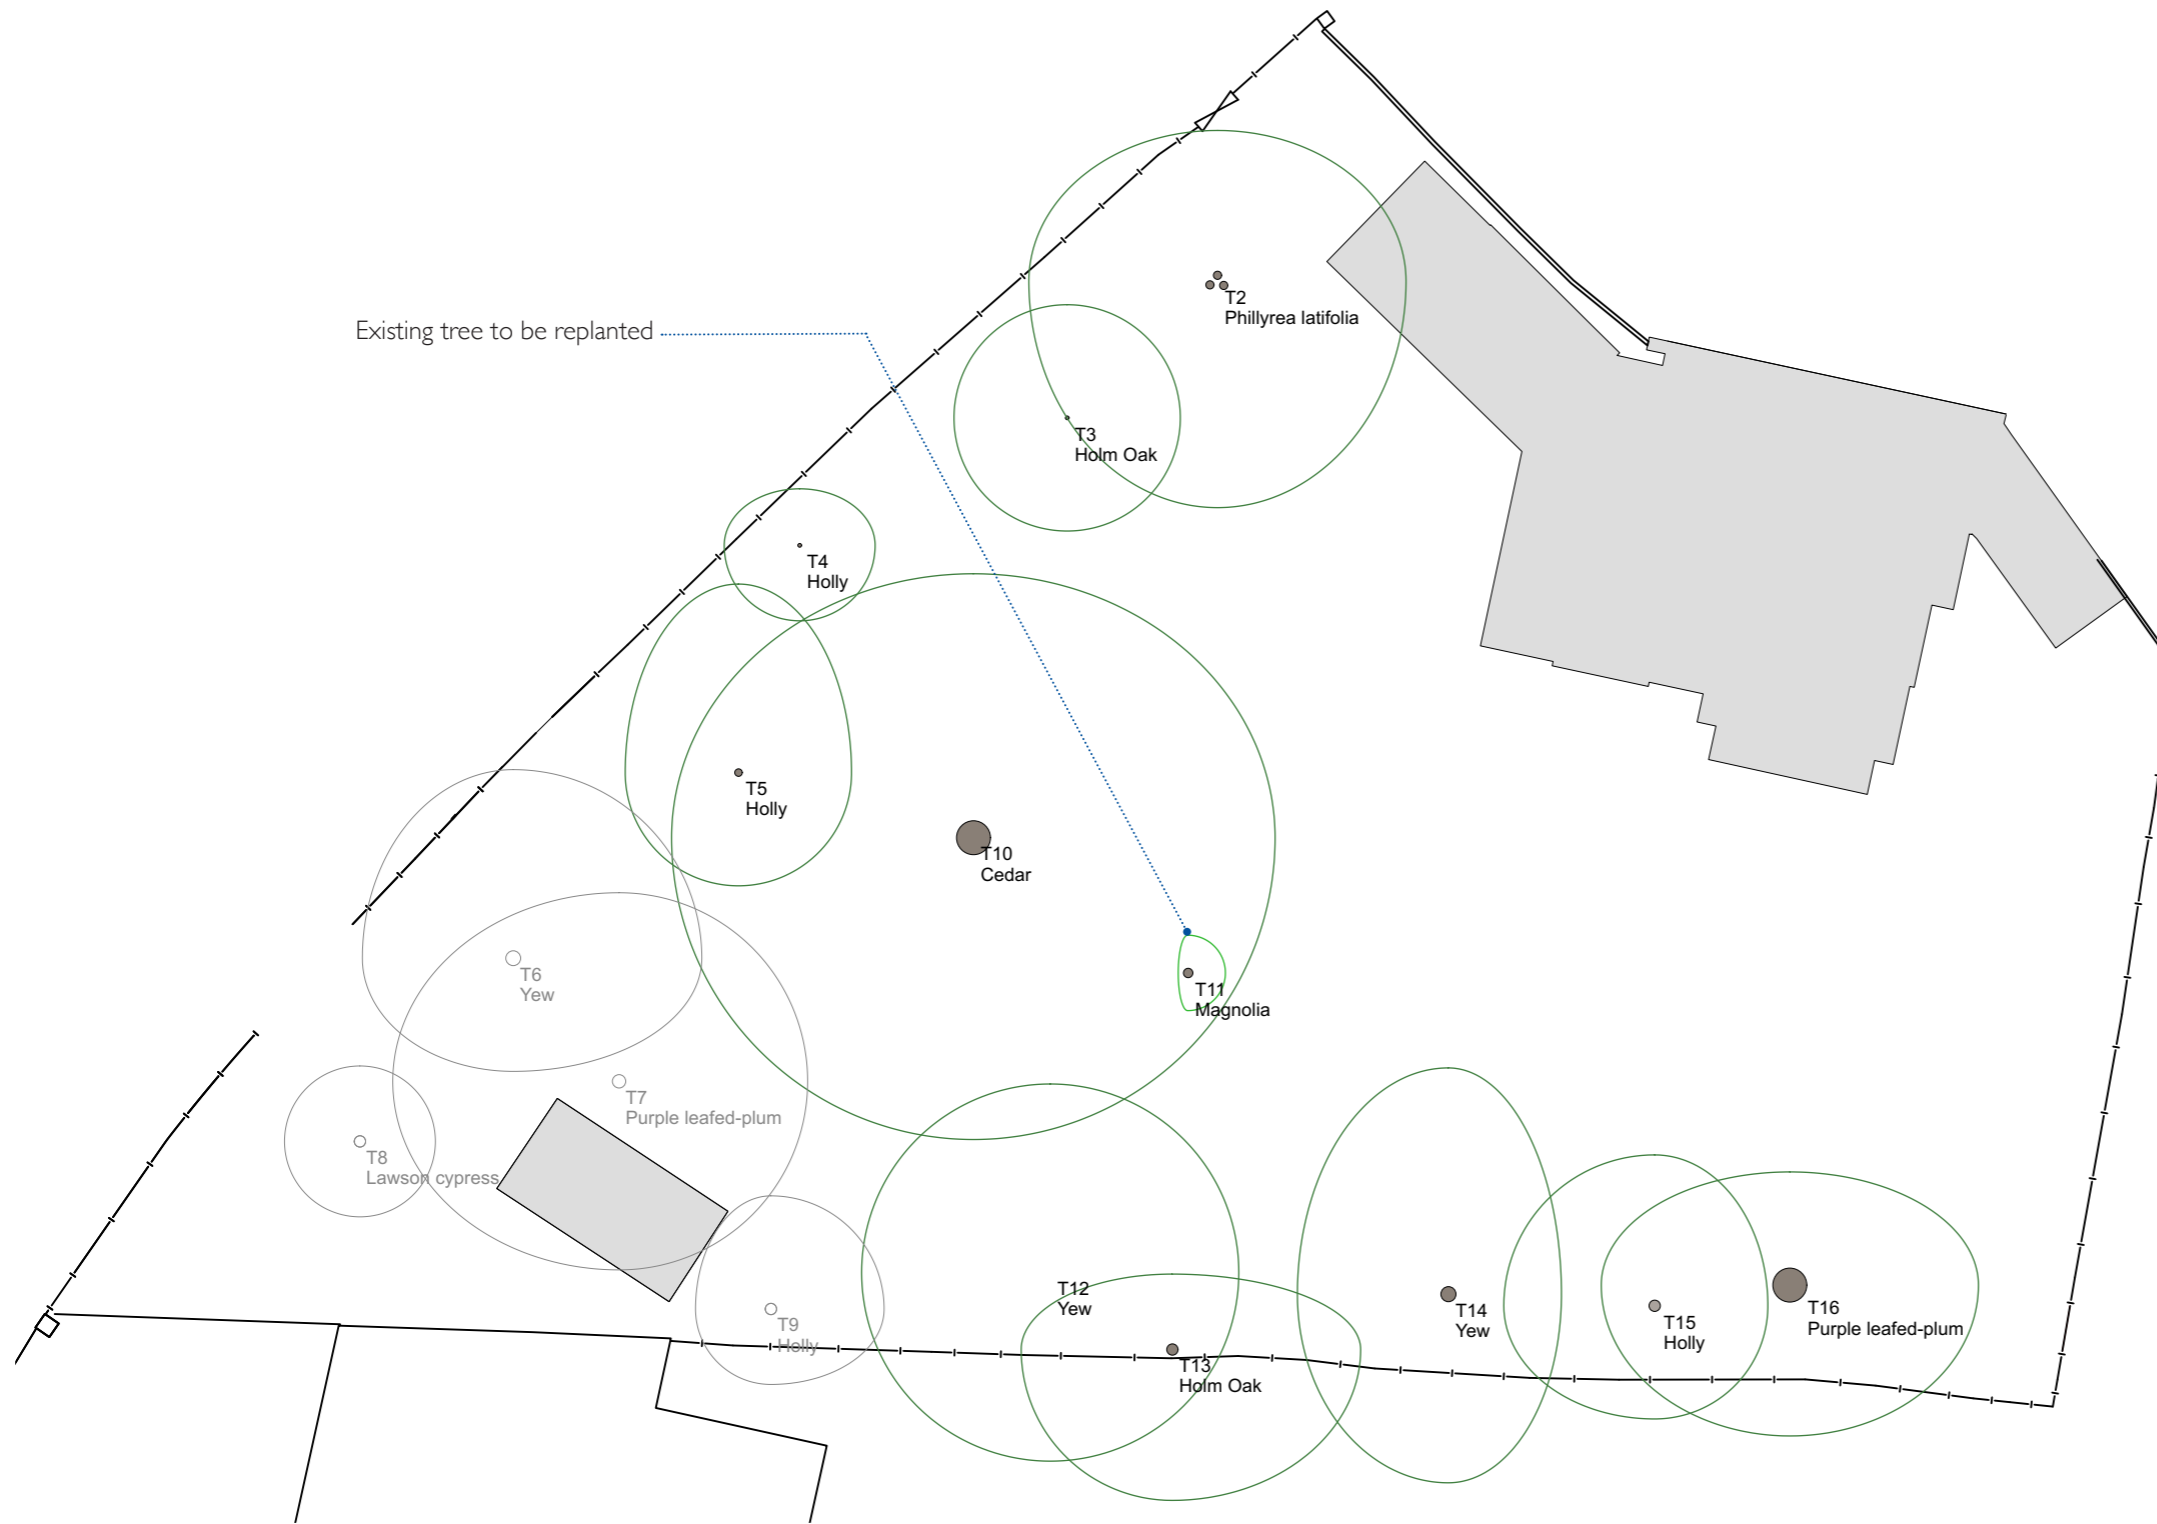 T2
Phillyrea latifolia
Existing tree to be replanted
T3
Holm Oak
T4
Holly
T5
Holly
T10
Cedar
T6
Yew
T11
Magnolia
T7
Purple leafed-plum
T8
Lawson cypress
T12
Yew
T9
Holly
T13
Holm Oak
T14
Yew
T15
Holly
T16
Purple leafed-plum